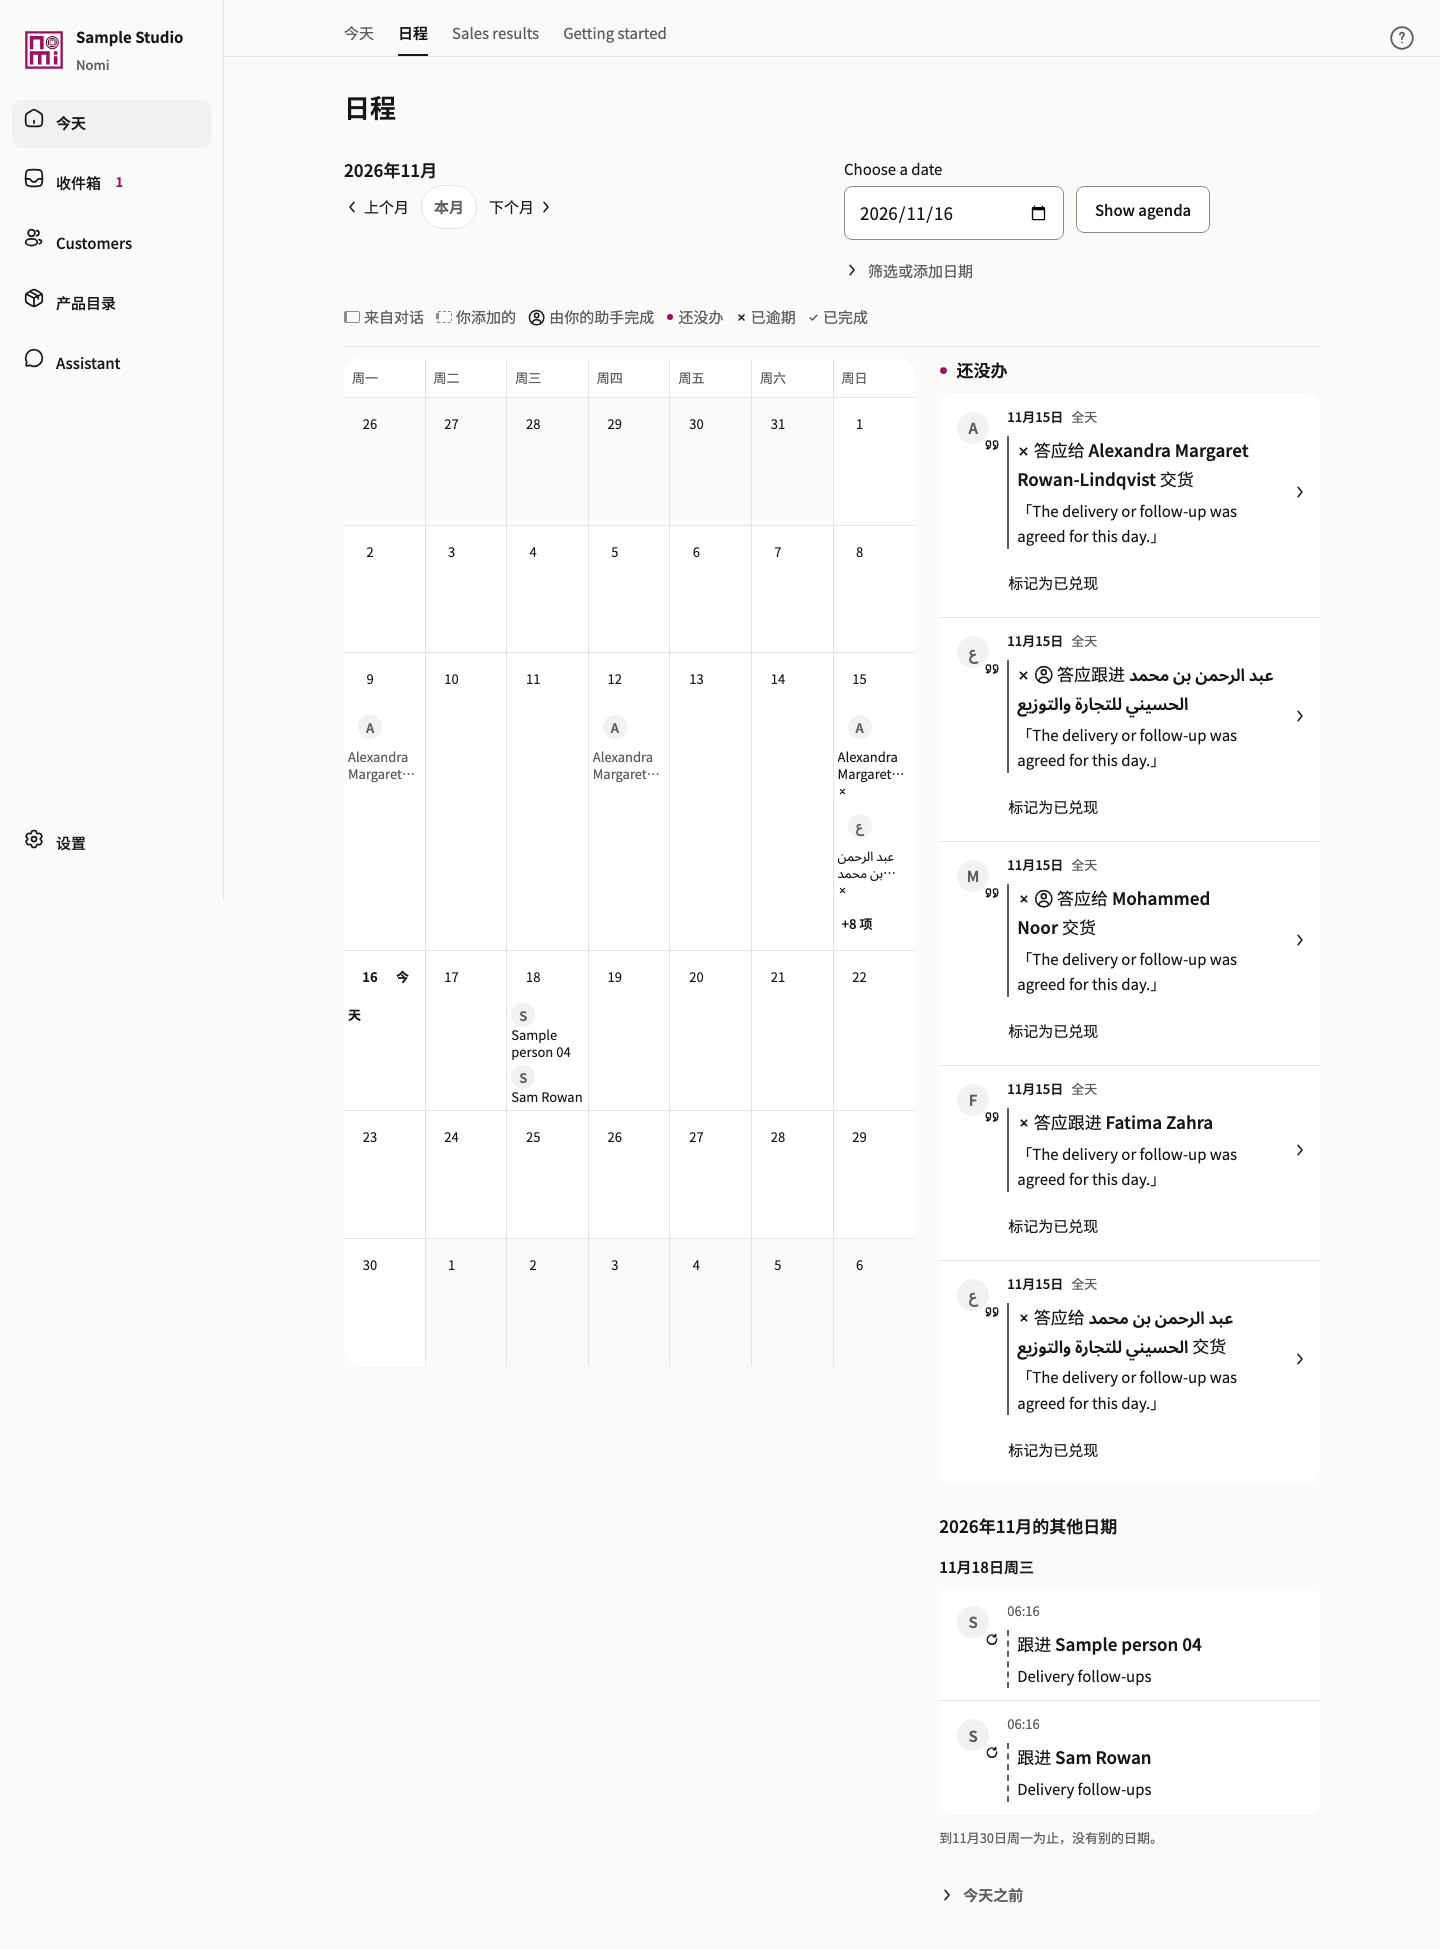 Sample Studio
Nomi
今天
收件箱 1
Customers
产品目录
Assistant
设置
今天 日程 Sales results Getting started
日程
2026年11月
上个月 本月 下个月
Choose a date
2026/11/16
Show agenda
筛选或添加日期
来自对话 你添加的 由你的助手完成 还没办 已逾期 已完成
周一 周二 周三 周四 周五 周六 周日
26 27 28 29 30 31 1
2 3 4 5 6 7 8
9 10 11 12 13 14 15
A
Alexandra
Margaret…
A
Alexandra
Margaret…
A
Alexandra
Margaret…
×
ع
عبد الرحمن
بن محمد…
×
+8 项
16 今
天
17 18 19 20 21 22
S
Sample
person 04
S
Sam Rowan
23 24 25 26 27 28 29
30 1 2 3 4 5 6
还没办
A
11月15日 全天
× 答应给 Alexandra Margaret
Rowan-Lindqvist 交货
「The delivery or follow-up was
agreed for this day.」
标记为已兑现
ع
11月15日 全天
× 答应跟进 عبد الرحمن بن محمد
الحسيني للتجارة والتوزيع
「The delivery or follow-up was
agreed for this day.」
标记为已兑现
M
11月15日 全天
× 答应给 Mohammed
Noor 交货
「The delivery or follow-up was
agreed for this day.」
标记为已兑现
F
11月15日 全天
× 答应跟进 Fatima Zahra
「The delivery or follow-up was
agreed for this day.」
标记为已兑现
ع
11月15日 全天
× 答应给 عبد الرحمن بن محمد
الحسيني للتجارة والتوزيع 交货
「The delivery or follow-up was
agreed for this day.」
标记为已兑现
2026年11月的其他日期
11月18日周三
S
06:16
跟进 Sample person 04
Delivery follow-ups
S
06:16
跟进 Sam Rowan
Delivery follow-ups
到11月30日周一为止，没有别的日期。
今天之前